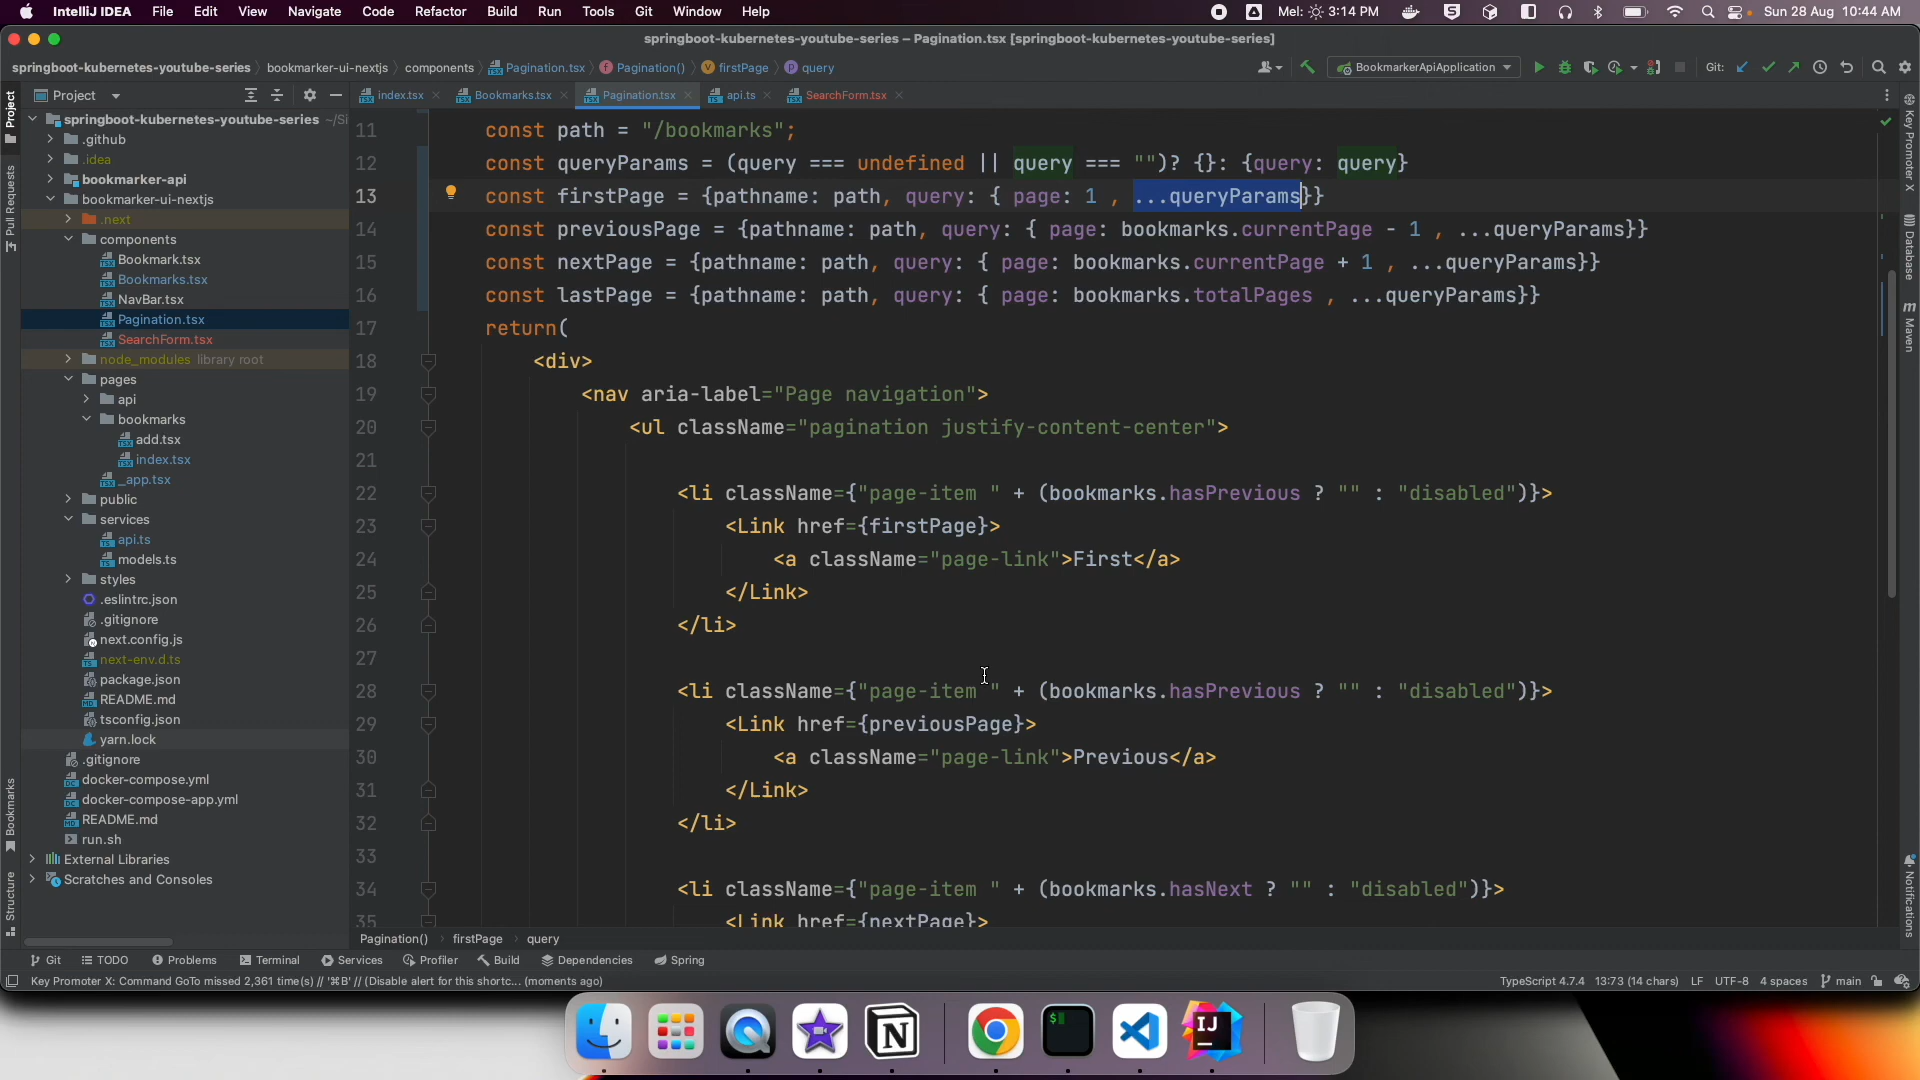 IntelliJ IDEA File Edit View Navigate Code Refactor Build Run Tools Git Window Help Mel: 3:14 PM Sun 28 Aug 10:44 AM
springboot-kubernetes-youtube-series – Pagination.tsx [springboot-kubernetes-youtube-series]
springboot-kubernetes-youtube-series bookmarker-ui-nextjs components Pagination.tsx Pagination() firstPage query BookmarkerApiApplication Git:
Project index.tsx Bookmarks.tsx Pagination.tsx api.ts SearchForm.tsx
Project
Pull Requests
Bookmarks
Structure
springboot-kubernetes-youtube-series ~/Si
.github
.idea
bookmarker-api
bookmarker-ui-nextjs
.next
components
Bookmark.tsx
Bookmarks.tsx
NavBar.tsx
Pagination.tsx
SearchForm.tsx
node_modules library root
pages
api
bookmarks
add.tsx
index.tsx
_app.tsx
public
services
api.ts
models.ts
styles
.eslintrc.json
.gitignore
next.config.js
next-env.d.ts
package.json
README.md
tsconfig.json
yarn.lock
.gitignore
docker-compose.yml
docker-compose-app.yml
README.md
run.sh
External Libraries
Scratches and Consoles
11 const path = "/bookmarks";
12 const queryParams = (query === undefined || query === "")? {}: {query: query}
13 const firstPage = {pathname: path, query: { page: 1 , ...queryParams}}
14 const previousPage = {pathname: path, query: { page: bookmarks.currentPage - 1 , ...queryParams}}
15 const nextPage = {pathname: path, query: { page: bookmarks.currentPage + 1 , ...queryParams}}
16 const lastPage = {pathname: path, query: { page: bookmarks.totalPages , ...queryParams}}
17 return(
18 <div>
19 <nav aria-label="Page navigation">
20 <ul className="pagination justify-content-center">
21
22 <li className={"page-item " + (bookmarks.hasPrevious ? "" : "disabled")}>
23 <Link href={firstPage}>
24 <a className="page-link">First</a>
25 </Link>
26 </li>
27
28 <li className={"page-item " + (bookmarks.hasPrevious ? "" : "disabled")}>
29 <Link href={previousPage}>
30 <a className="page-link">Previous</a>
31 </Link>
32 </li>
33
34 <li className={"page-item " + (bookmarks.hasNext ? "" : "disabled")}>
35 <Link href={nextPage}>
Key Promoter X
Database
m Maven
Notifications
Pagination() firstPage query
Git TODO Problems Terminal Services Profiler Build Dependencies Spring
Key Promoter X: Command GoTo missed 2,361 time(s) // '⌘B' // (Disable alert for this shortc... (moments ago) TypeScript 4.7.4 13:73 (14 chars) LF UTF-8 4 spaces main